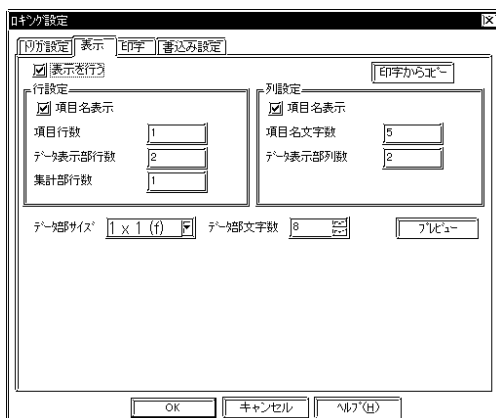 ロギング設定
トリガ設定 表示 印字 書込み設定
表示を行う
印字からコピー
行設定
項目名表示
項目行数 1
データ表示部行数 2
集計部行数 1
列設定
項目名表示
項目名文字数 5
データ表示部列数 2
データ部サイズ 1 x 1 (f) データ部文字数 8 プレビュー
OK キャンセル ヘルプ(H)